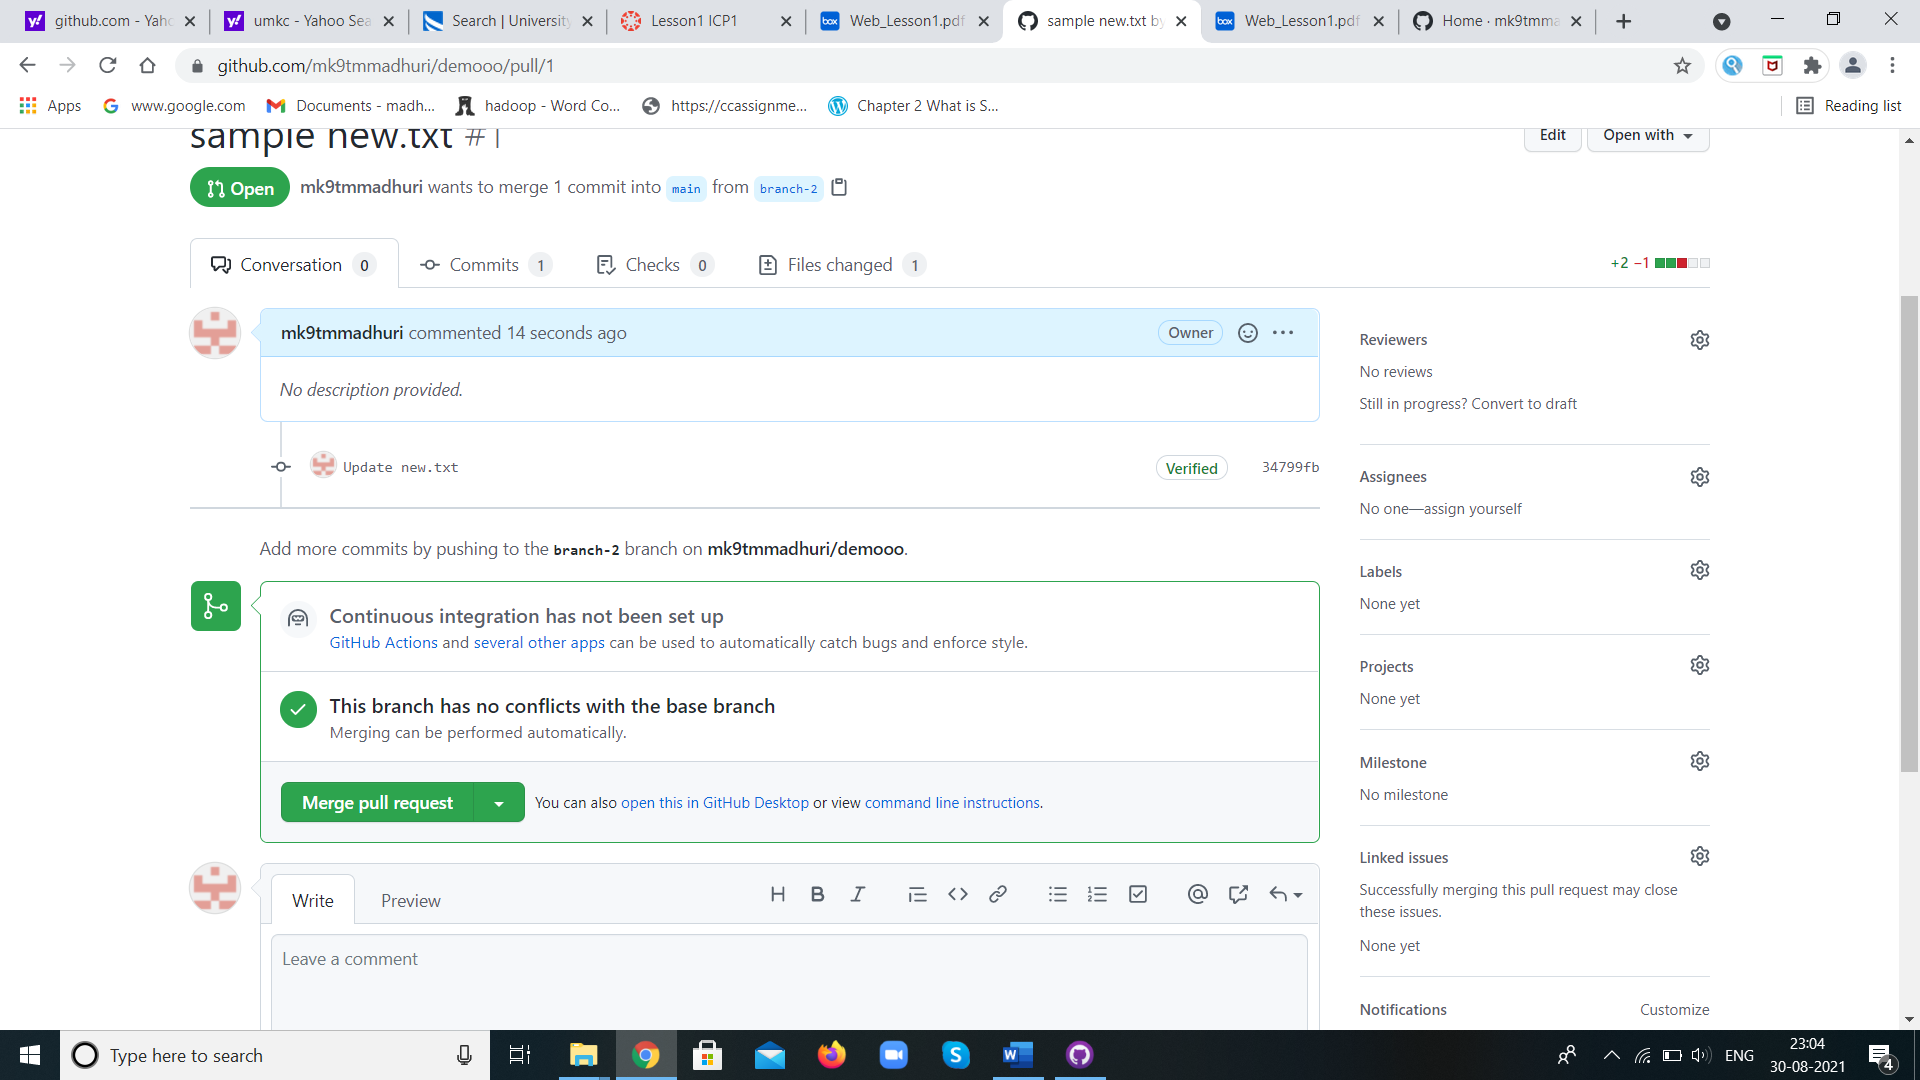 github.com - Yaho
umkc - Yahoo Sea
Search | University
Lesson1 ICP1
Web_Lesson1.pdf
sample new.txt by
Web_Lesson1.pdf
Home · mk9tmma
github.com/mk9tmmadhuri/demooo/pull/1
Apps
www.google.com
Documents - madh...
hadoop - Word Co...
https://ccassignme...
Chapter 2 What is S...
Reading list
sample new.txt #1
Edit
Open with
Open
mk9tmmadhuri wants to merge 1 commit into main from branch-2
Conversation 0
Commits 1
Checks 0
Files changed 1
+2 −1
mk9tmmadhuri commented 14 seconds ago
Owner
No description provided.
Update new.txt
Verified
34799fb
Add more commits by pushing to the branch-2 branch on mk9tmmadhuri/demooo.
Continuous integration has not been set up
GitHub Actions and several other apps can be used to automatically catch bugs and enforce style.
This branch has no conflicts with the base branch
Merging can be performed automatically.
Merge pull request
You can also open this in GitHub Desktop or view command line instructions.
Write
Preview
Leave a comment
Reviewers
No reviews
Still in progress? Convert to draft
Assignees
No one—assign yourself
Labels
None yet
Projects
None yet
Milestone
No milestone
Linked issues
Successfully merging this pull request may close
these issues.
None yet
Notifications
Customize
Type here to search
ENG
23:04
30-08-2021
4